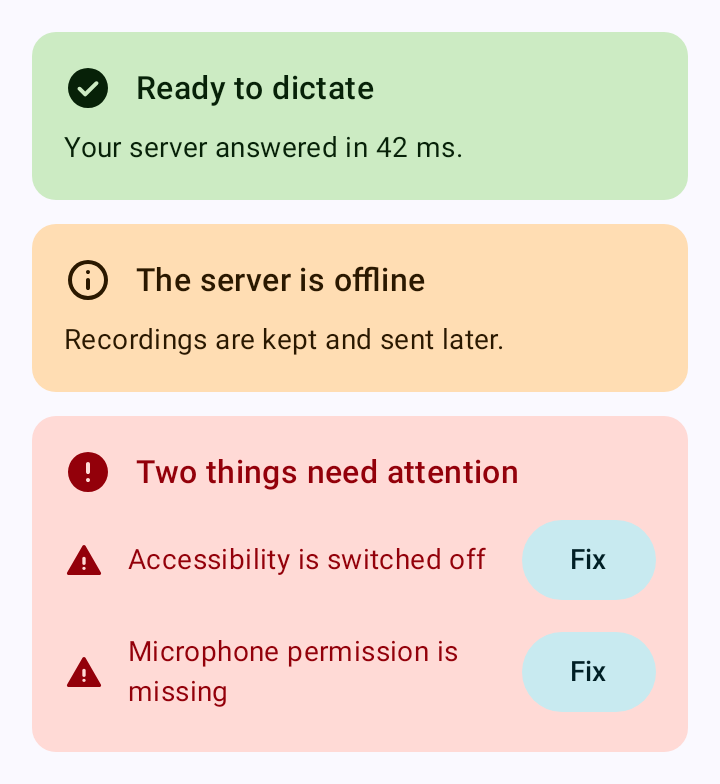 Ready to dictate
Your server answered in 42 ms.
The server is offline
Recordings are kept and sent later.
Two things need attention
Accessibility is switched off
Fix
Microphone permission is
missing
Fix